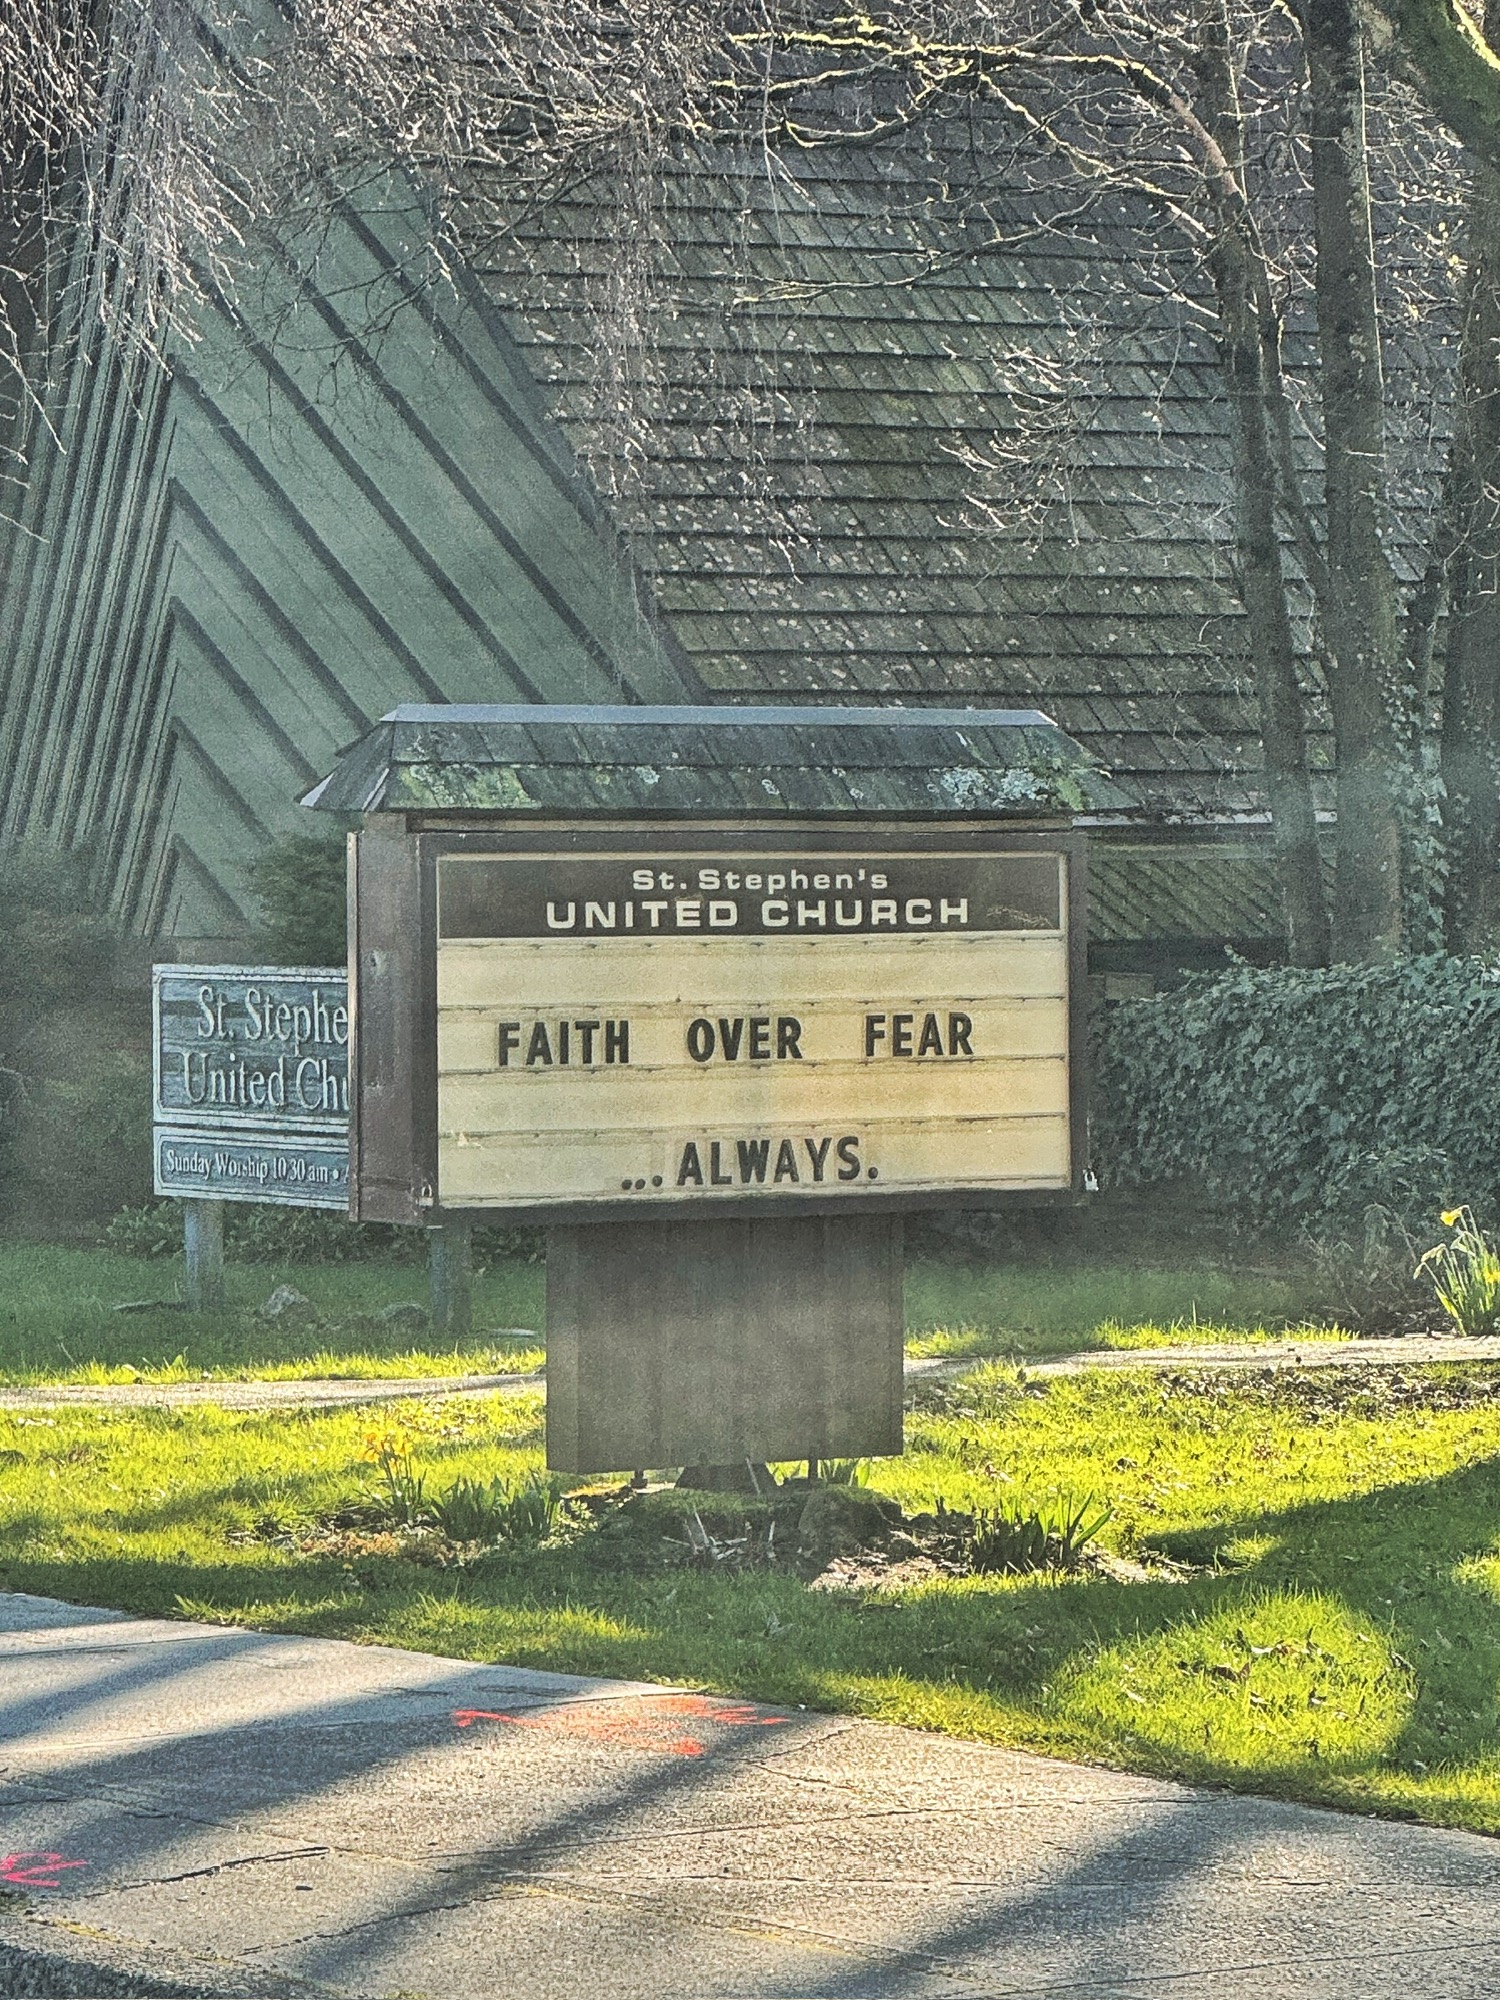 St. Stephen's
UNITED CHURCH
FAITH OVER FEAR
...ALWAYS.
St. Stephe
United Chu
Sunday Worship 10:30 am •